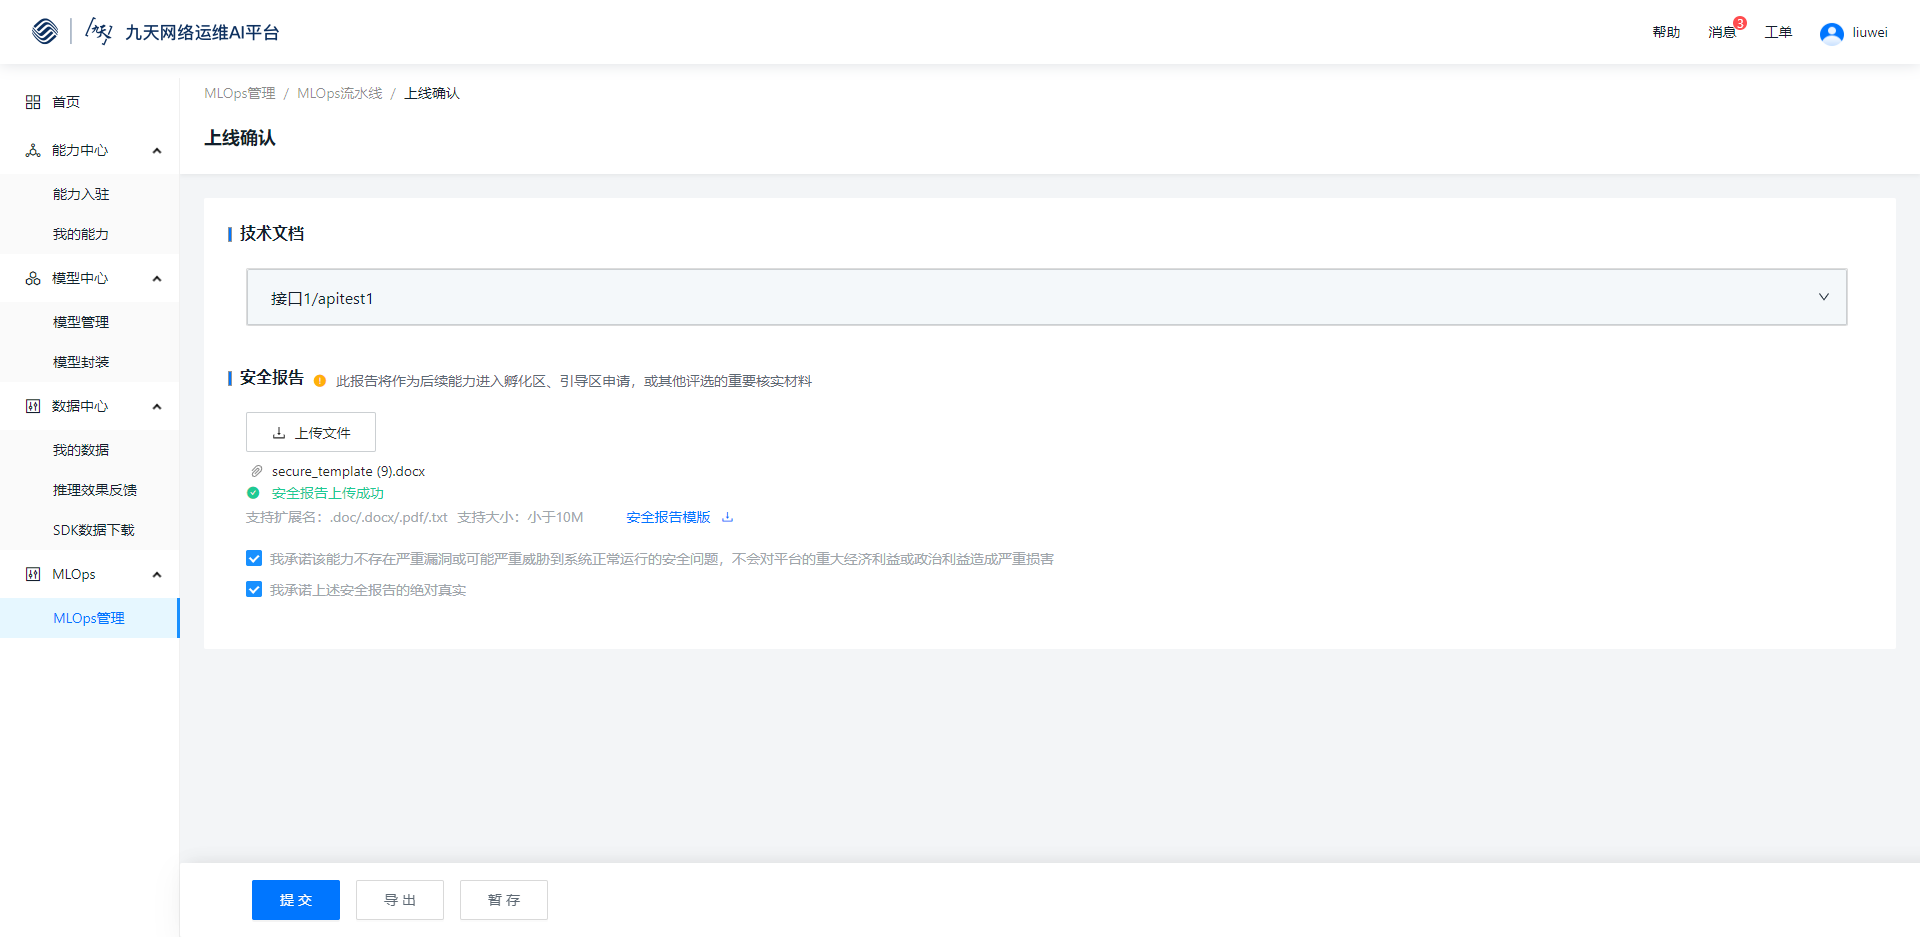 九天 九天网络运维AI平台
帮助 消息 3 工单 liuwei
首页
能力中心
能力入驻
我的能力
模型中心
模型管理
模型封装
数据中心
我的数据
推理效果反馈
SDK数据下载
MLOps
MLOps管理
MLOps管理 / MLOps流水线 / 上线确认
上线确认
技术文档
接口1/apitest1
安全报告 此报告将作为后续能力进入孵化区、引导区申请，或其他评选的重要核实材料
上传文件
secure_template (9).docx
安全报告上传成功
支持扩展名：.doc/.docx/.pdf/.txt 支持大小：小于10M 安全报告模版
我承诺该能力不存在严重漏洞或可能严重威胁到系统正常运行的安全问题，不会对平台的重大经济利益或政治利益造成严重损害
我承诺上述安全报告的绝对真实
提交 导出 暂存